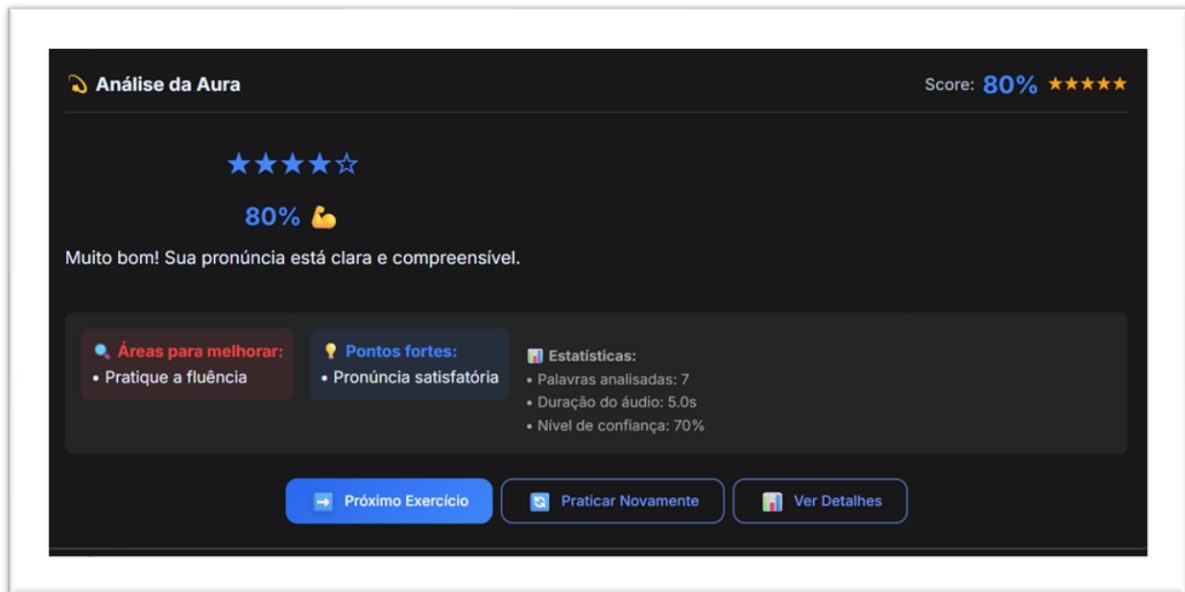 💫 Análise da Aura
Score: 80% ★★★★★
★★★★☆
80% 💪
Muito bom! Sua pronúncia está clara e compreensível.
🔍 Áreas para melhorar:
• Pratique a fluência
💡 Pontos fortes:
• Pronúncia satisfatória
📊 Estatísticas:
• Palavras analisadas: 7
• Duração do áudio: 5.0s
• Nível de confiança: 70%
➡️ Próximo Exercício
🔄 Praticar Novamente
📊 Ver Detalhes